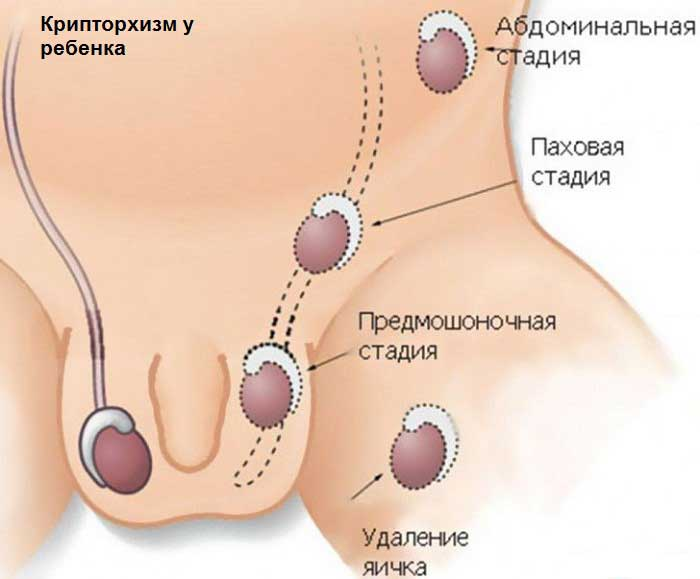 Крипторхизм у
ребенка
Абдоминальная
стадия
Паховая
стадия
Предмошоночная
стадия
Удаление
яичка